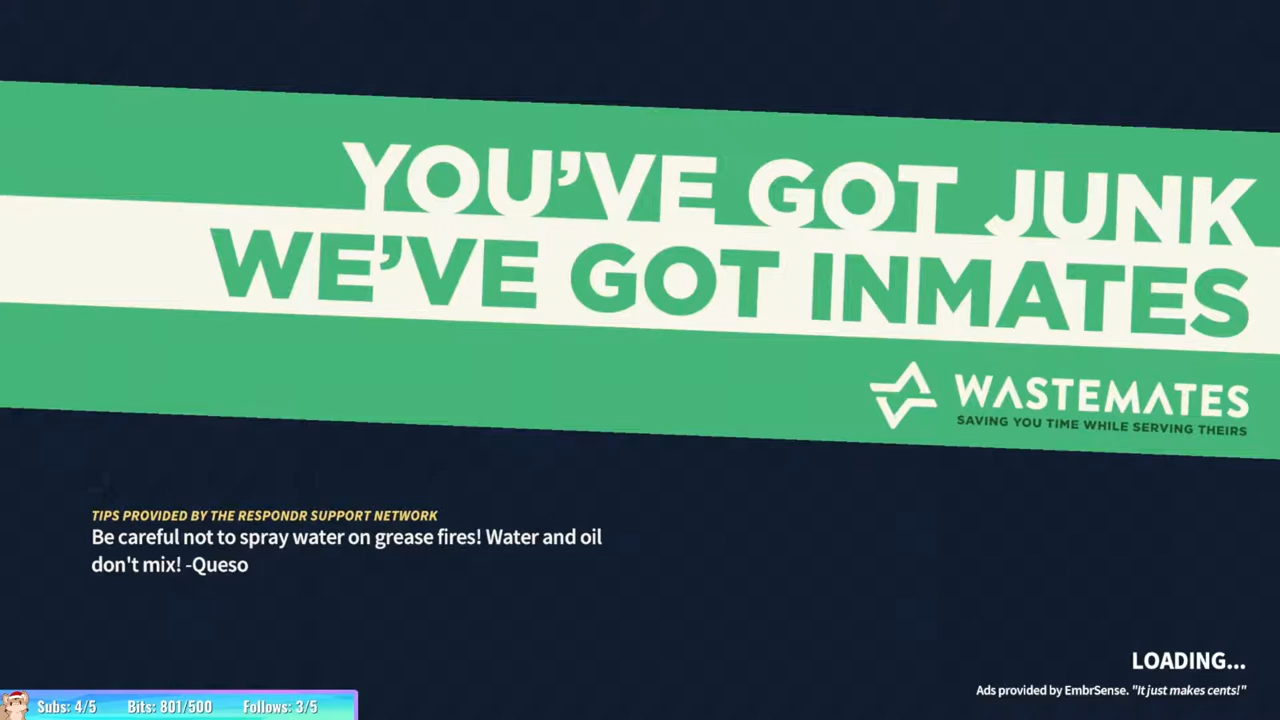 YOU'VE GOT JUNK
WE'VE GOT INMATES
WASTEMATES
SAVING YOU TIME WHILE SERVING THEIRS
TIPS PROVIDED BY THE RESPONDR SUPPORT NETWORK
Be careful not to spray water on grease fires! Water and oil
don't mix! -Queso
LOADING...
Ads provided by EmbrSense. "It just makes cents!"
Subs: 4/5 Bits: 801/500 Follows: 3/5